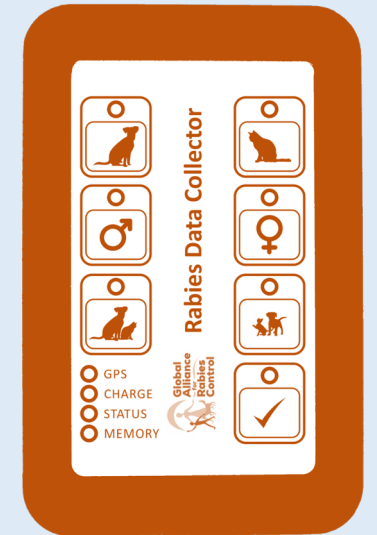 Rabies Data Collector
GPS
CHARGE
STATUS
MEMORY
Global
Alliance
for
Rabies
Control